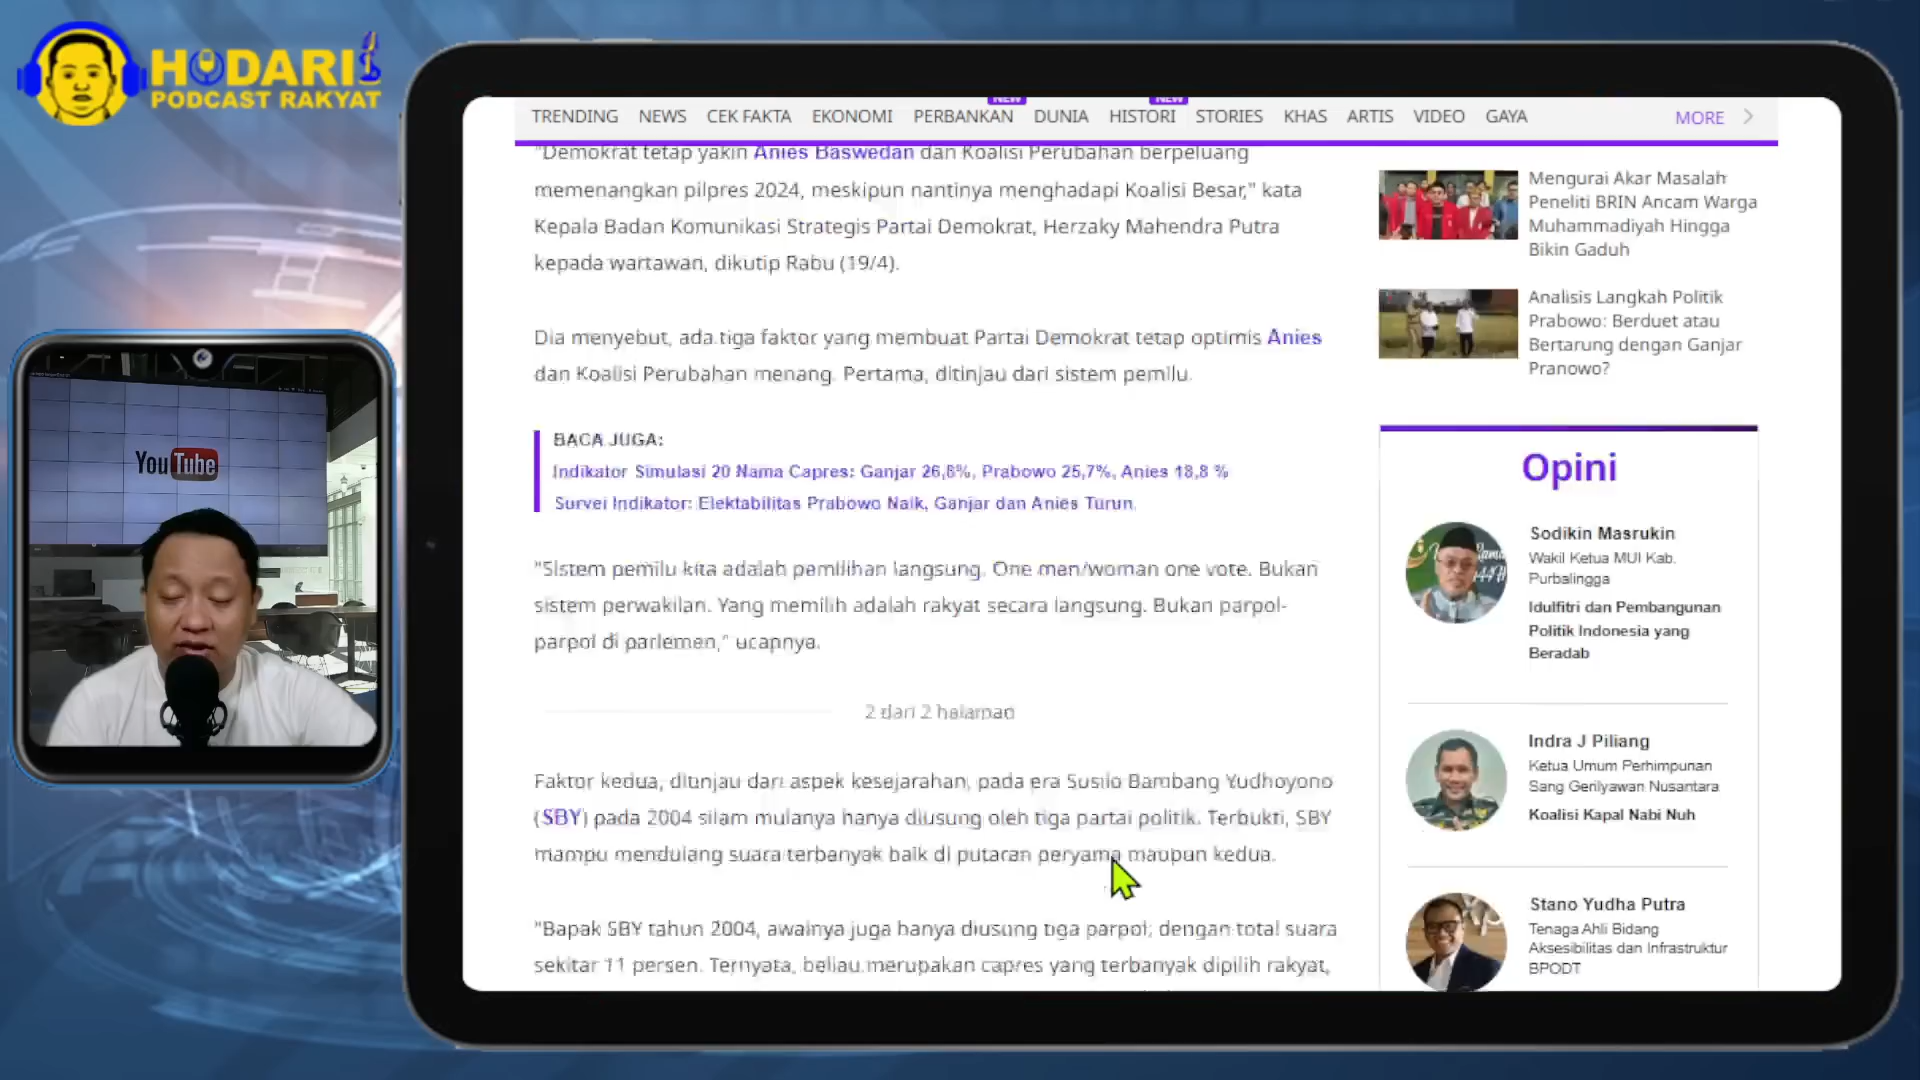 HODARI
PODCAST RAKYAT
YouTube
NEW
NEW
TRENDING NEWS CEK FAKTA EKONOMI PERBANKAN DUNIA HISTORI STORIES KHAS ARTIS VIDEO GAYA MORE
"Demokrat tetap yakin Anies Baswedan dan Koalisi Perubahan berpeluang
memenangkan pilpres 2024, meskipun nantinya menghadapi Koalisi Besar," kata
Kepala Badan Komunikasi Strategis Partai Demokrat, Herzaky Mahendra Putra
kepada wartawan, dikutip Rabu (19/4).
Dia menyebut, ada tiga faktor yang membuat Partai Demokrat tetap optimis Anies
dan Koalisi Perubahan menang. Pertama, ditinjau dari sistem pemilu.
BACA JUGA:
Indikator Simulasi 20 Nama Capres: Ganjar 26,8%, Prabowo 25,7%, Anies 18,8 %
Survei Indikator: Elektabilitas Prabowo Naik, Ganjar dan Anies Turun
"Sistem pemilu kita adalah pemilihan langsung. One man/woman one vote. Bukan
sistem perwakilan. Yang memilih adalah rakyat secara langsung. Bukan parpol-
parpol di parlemen," ucapnya.
2 dari 2 halaman
Faktor kedua, ditinjau dari aspek kesejarahan, pada era Susilo Bambang Yudhoyono
(SBY) pada 2004 silam mulanya hanya diusung oleh tiga partai politik. Terbukti, SBY
mampu mendulang suara terbanyak baik di putaran peryama maupun kedua.
"Bapak SBY tahun 2004, awalnya juga hanya diusung tiga parpol, dengan total suara
sekitar 11 persen. Ternyata, beliau merupakan capres yang terbanyak dipilih rakyat,
Mengurai Akar Masalah
Peneliti BRIN Ancam Warga
Muhammadiyah Hingga
Bikin Gaduh
Analisis Langkah Politik
Prabowo: Berduet atau
Bertarung dengan Ganjar
Pranowo?
Opini
Sodikin Masrukin
Wakil Ketua MUI Kab.
Purbalingga
Idulfitri dan Pembangunan
Politik Indonesia yang
Beradab
Indra J Piliang
Ketua Umum Perhimpunan
Sang Gerilyawan Nusantara
Koalisi Kapal Nabi Nuh
Stano Yudha Putra
Tenaga Ahli Bidang
Aksesibilitas dan Infrastruktur
BPODT